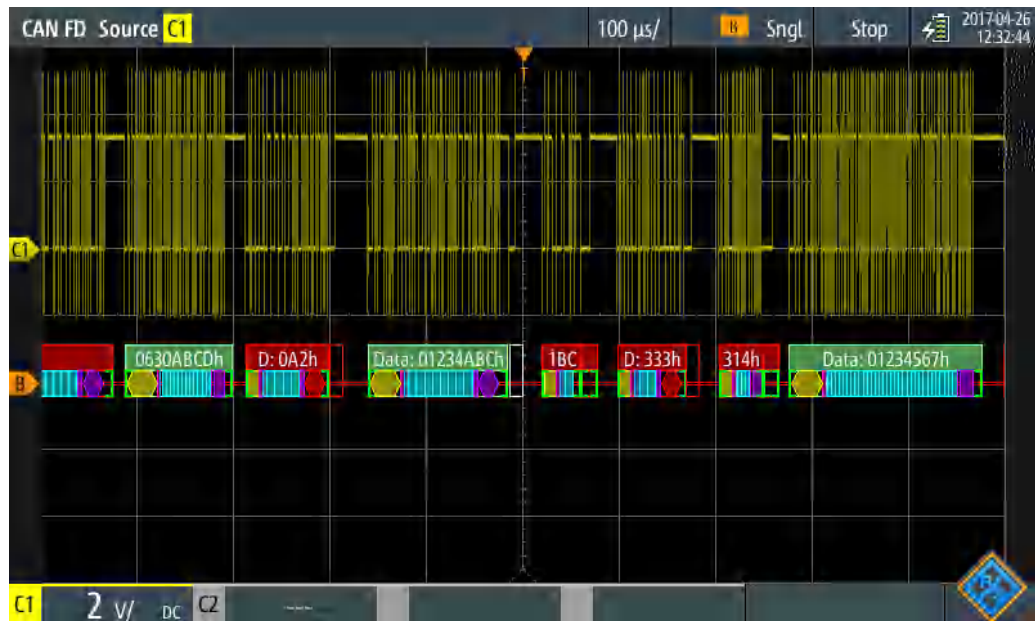 CAN FD Source C1
100 µs/
B Sngl
Stop
2017-04-26
12:32:44
T
C1
0630ABCDh
D: 0A2h
Data: 01234ABCh
1BC
D: 333h
314h
Data: 01234567h
B
C1 2 V/ DC C2